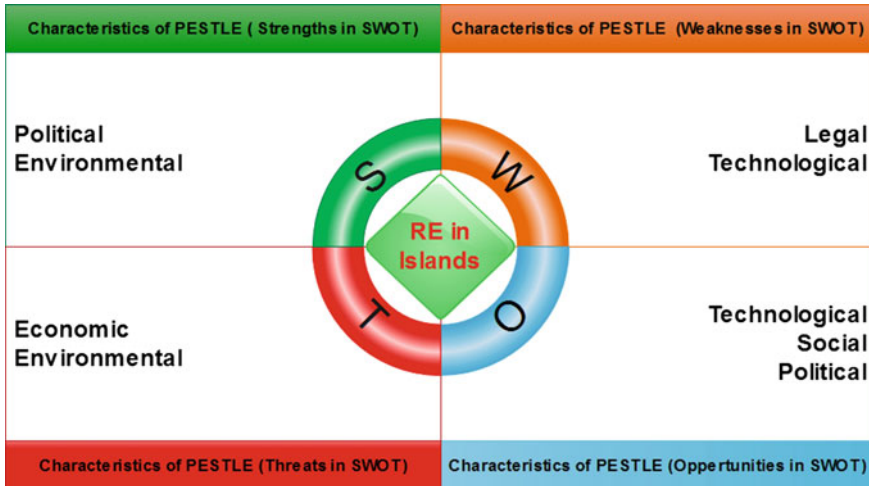 Characteristics of PESTLE ( Strengths in SWOT)
Characteristics of PESTLE (Weaknesses in SWOT)
Political
Environmental
Legal
Technological
S
W
RE in
Islands
T
O
Economic
Environmental
Technological
Social
Political
Characteristics of PESTLE (Threats in SWOT)
Characteristics of PESTLE (Oppertunities in SWOT)